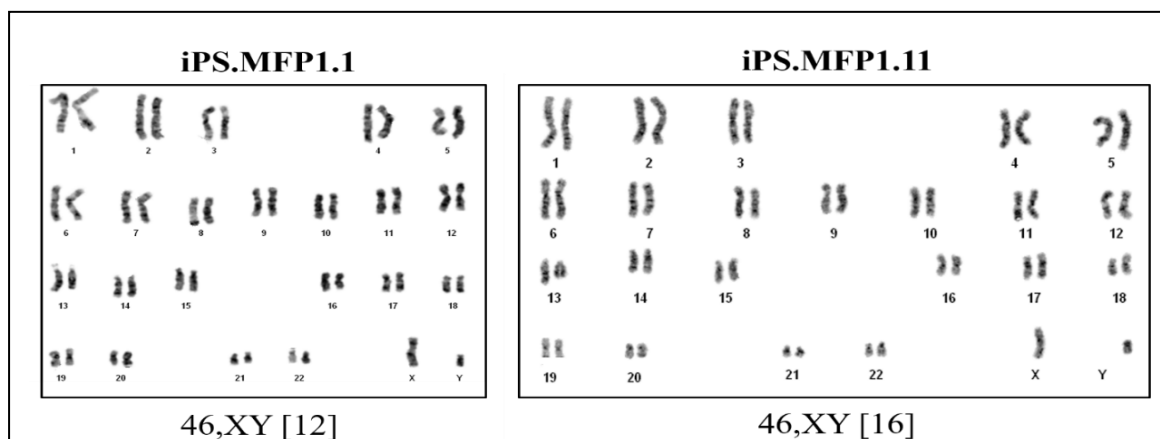 iPS.MFP1.1
1 2 3 4 5
6 7 8 9 10 11 12
13 14 15 16 17 18
19 20 21 22 X Y
46,XY [12]
iPS.MFP1.11
1 2 3 4 5
6 7 8 9 10 11 12
13 14 15 16 17 18
19 20 21 22 X Y
46,XY [16]